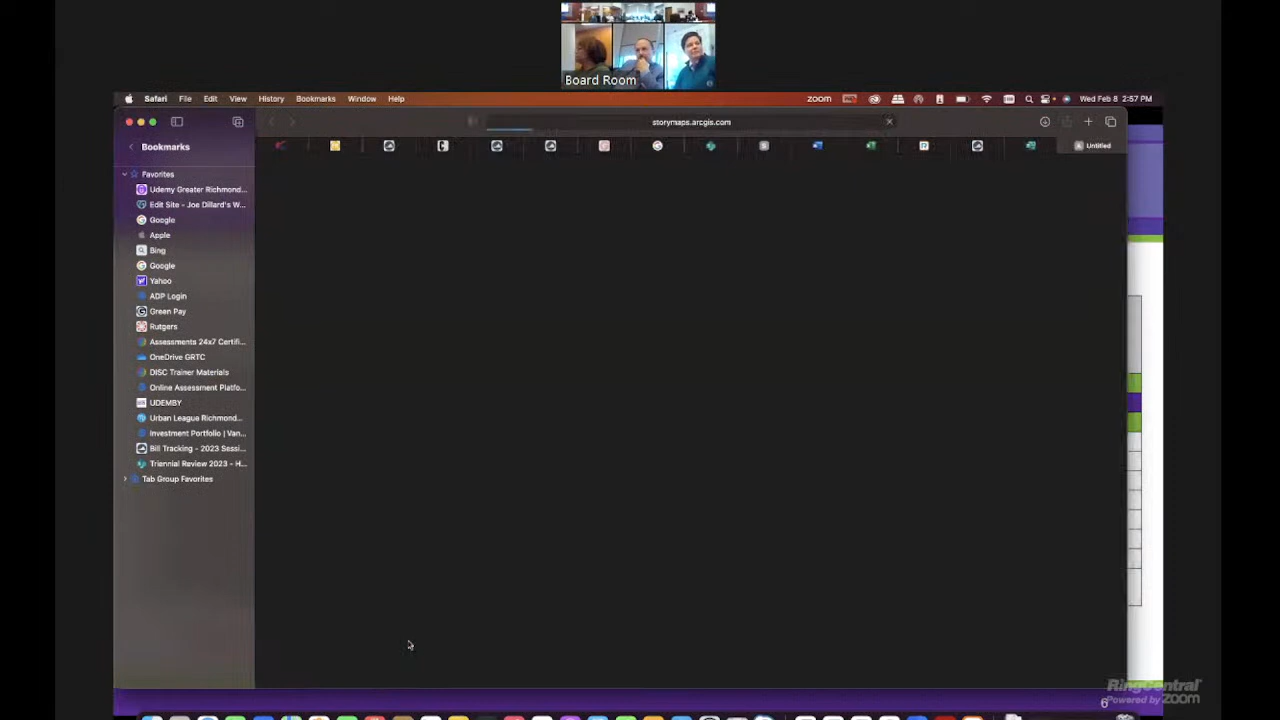 Board Room
Safari File Edit View History Bookmarks Window Help
zoom
Wed Feb 8 2:57 PM
storymaps.arcgis.com
Bookmarks
Untitled
Favorites
Udemy Greater Richmond...
Edit Site - Joe Dillard's W...
Google
Apple
Bing
Google
Yahoo
ADP Login
Green Pay
Rutgers
Assessments 24x7 Certifi...
OneDrive GRTC
DISC Trainer Materials
Online Assessment Platfo...
UDEMBY
Urban League Richmond...
Investment Portfolio | Van...
Bill Tracking - 2023 Sessi...
Triennial Review 2023 - H...
Tab Group Favorites
RingCentral
Powered by zoom
6